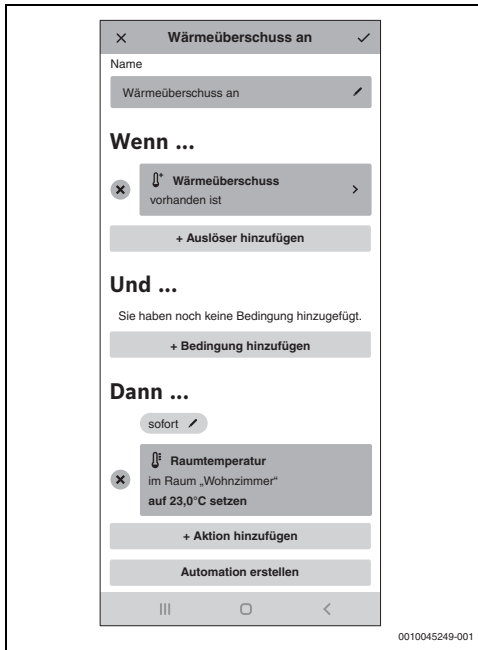 Wärmeüberschuss an
Name
Wärmeüberschuss an
Wenn ...
Wärmeüberschuss
vorhanden ist
+ Auslöser hinzufügen
Und ...
Sie haben noch keine Bedingung hinzugefügt.
+ Bedingung hinzufügen
Dann ...
sofort
Raumtemperatur
im Raum „Wohnzimmer“
auf 23,0°C setzen
+ Aktion hinzufügen
Automation erstellen
0010045249-001